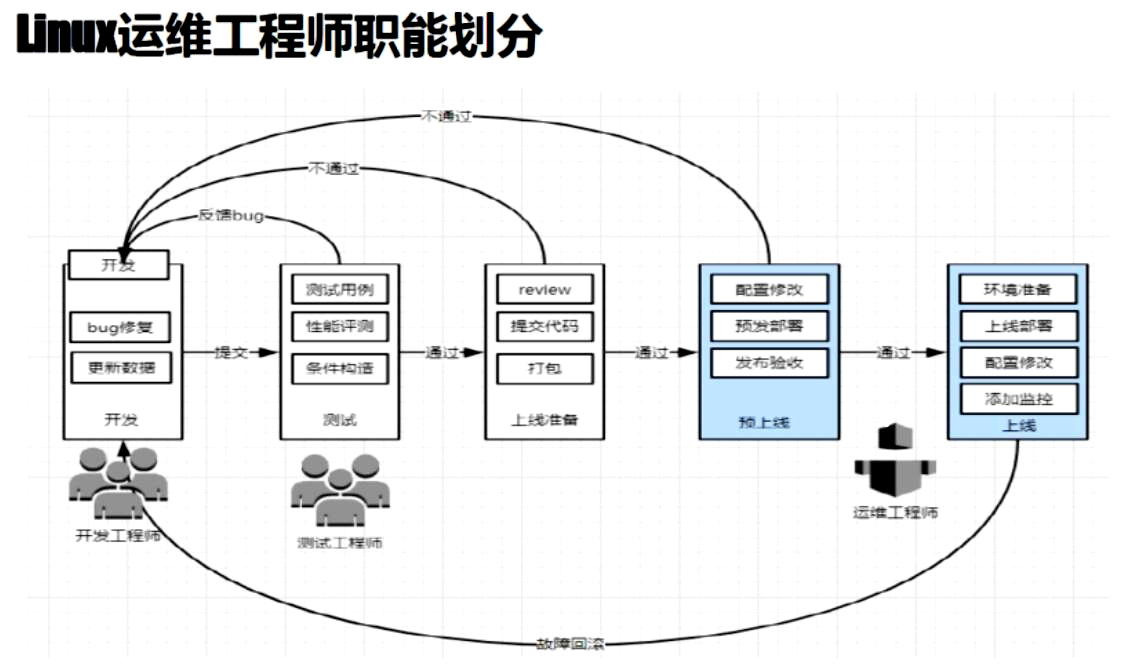 Linux运维工程师职能划分
不通过
不通过
反馈bug
开发
bug修复
更新数据
开发
提交
测试用例
性能评测
条件构造
测试
通过
review
提交代码
打包
上线准备
通过
配置修改
预发部署
发布验收
预上线
通过
环境准备
上线部署
配置修改
添加监控
上线
开发工程师
测试工程师
运维工程师
故障回滚